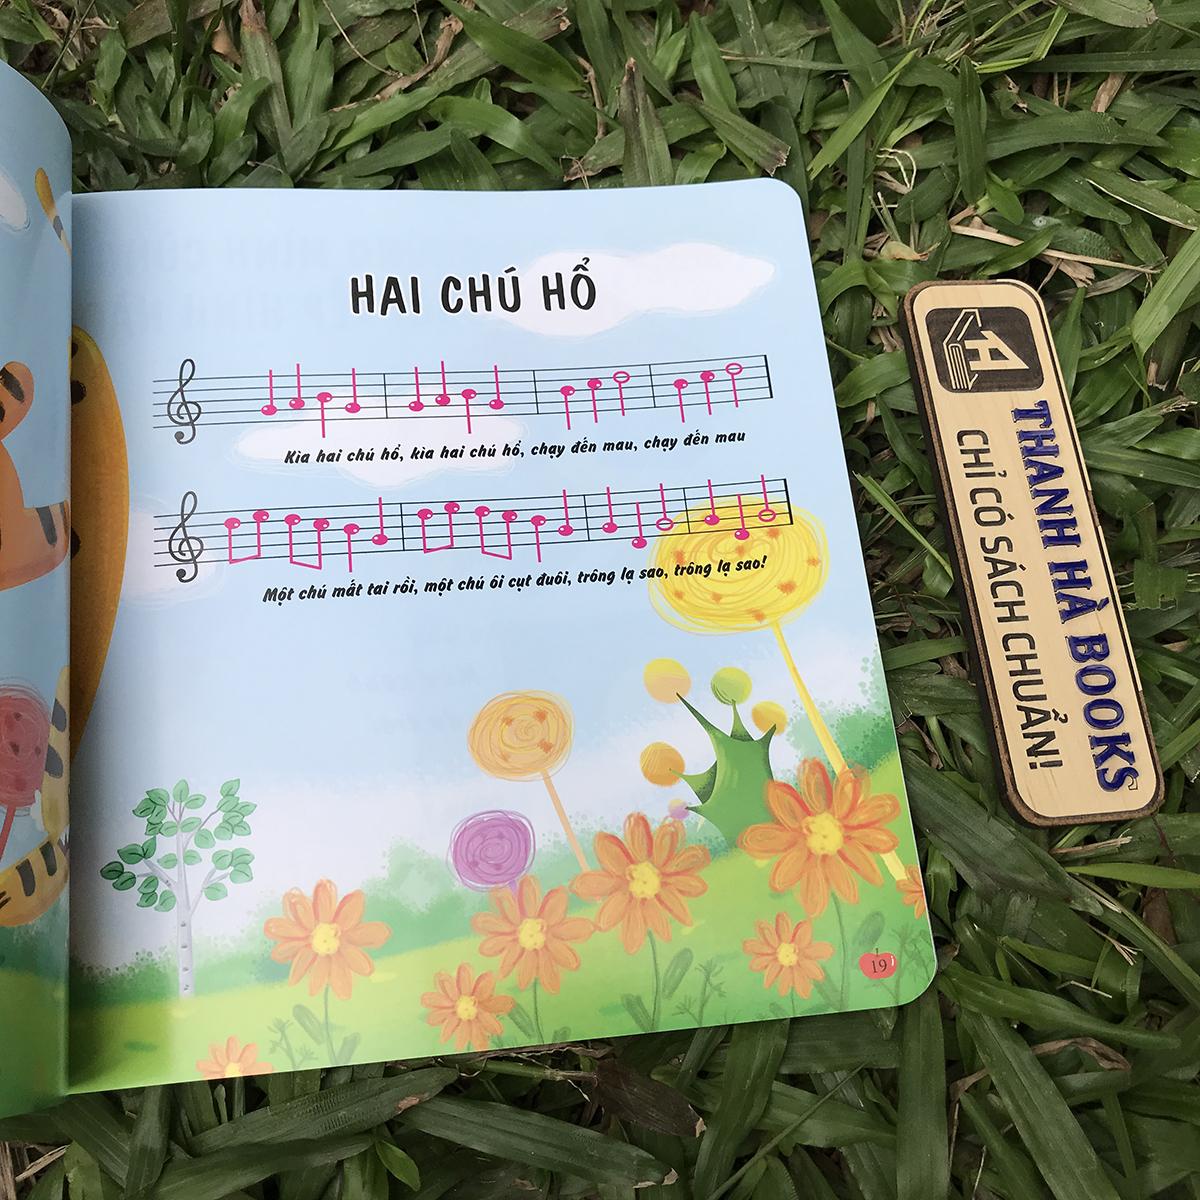 HAI CHÚ HỔ
Kìa hai chú hổ, kìa hai chú hổ, chạy đến mau, chạy đến mau
Một chú mất tai rồi, một chú ôi cụt đuôi, trông lạ sao, trông lạ sao!
19
THANH HÀ BOOKS
CHỈ CÓ SÁCH CHUẨN!